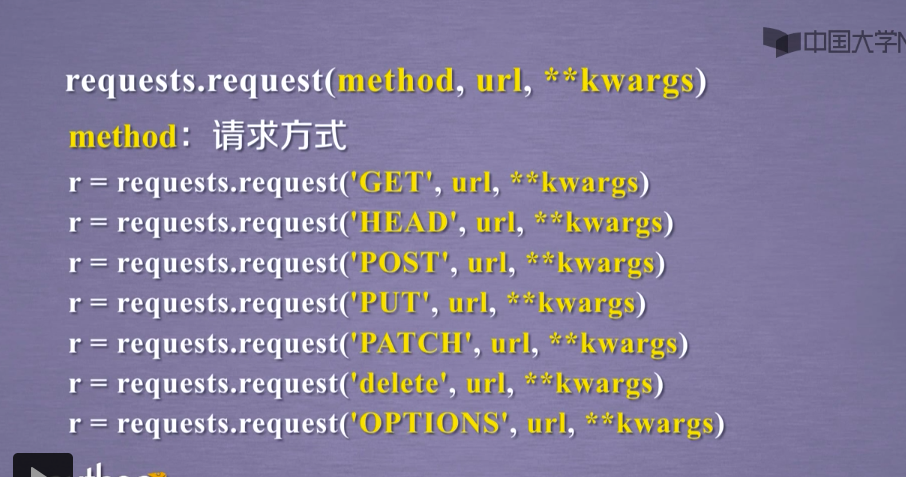 中国大学
requests.request(method, url, **kwargs)
method：请求方式
r = requests.request('GET', url, **kwargs)
r = requests.request('HEAD', url, **kwargs)
r = requests.request('POST', url, **kwargs)
r = requests.request('PUT', url, **kwargs)
r = requests.request('PATCH', url, **kwargs)
r = requests.request('delete', url, **kwargs)
r = requests.request('OPTIONS', url, **kwargs)